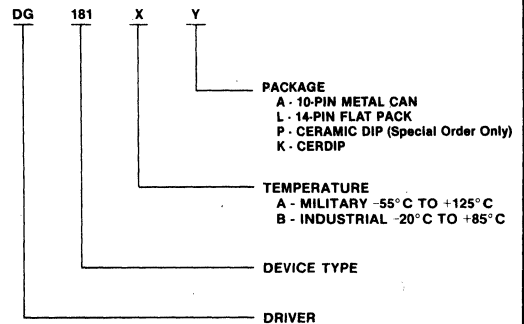 DG 181 X Y
PACKAGE
A - 10-PIN METAL CAN
L - 14-PIN FLAT PACK
P - CERAMIC DIP (Special Order Only)
K - CERDIP
TEMPERATURE
A - MILITARY -55°C TO +125°C
B - INDUSTRIAL -20°C TO +85°C
DEVICE TYPE
DRIVER